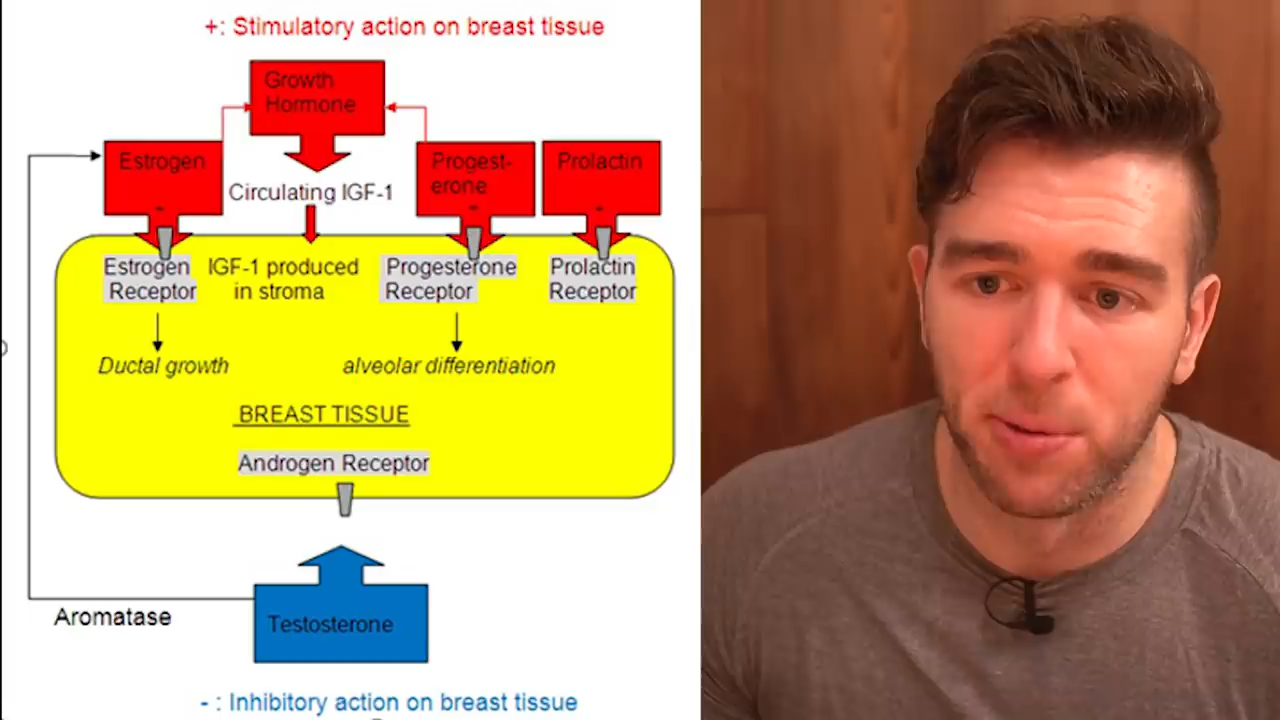 +: Stimulatory action on breast tissue
Growth
Hormone
Estrogen
Progest-
erone
Prolactin
Circulating IGF-1
Estrogen
Receptor
IGF-1 produced
in stroma
Progesterone
Receptor
Prolactin
Receptor
Ductal growth
alveolar differentiation
BREAST TISSUE
Androgen Receptor
Aromatase
Testosterone
- : Inhibitory action on breast tissue